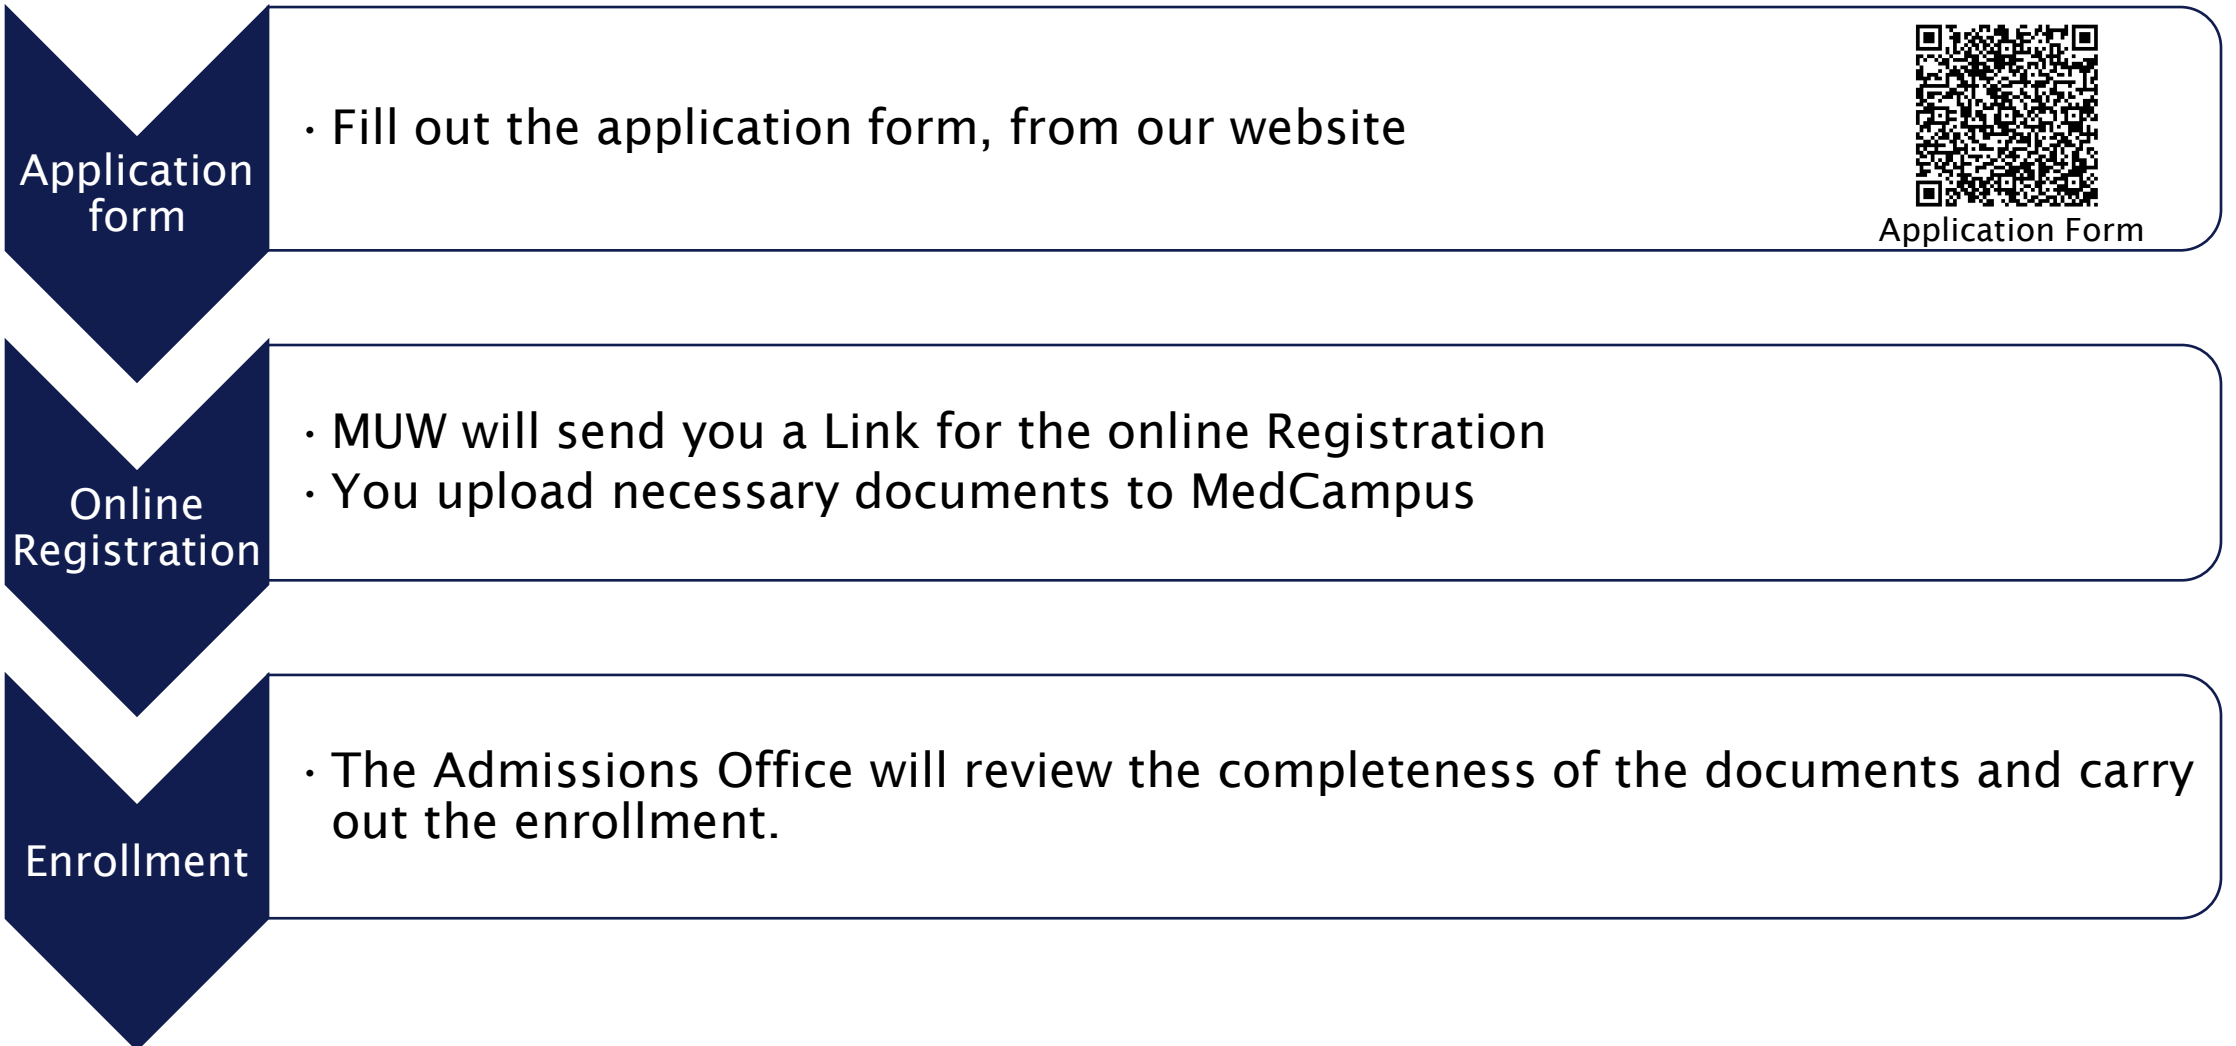 Application
form
· Fill out the application form, from our website
Application Form
Online
Registration
· MUW will send you a Link for the online Registration
· You upload necessary documents to MedCampus
Enrollment
· The Admissions Office will review the completeness of the documents and carry
out the enrollment.